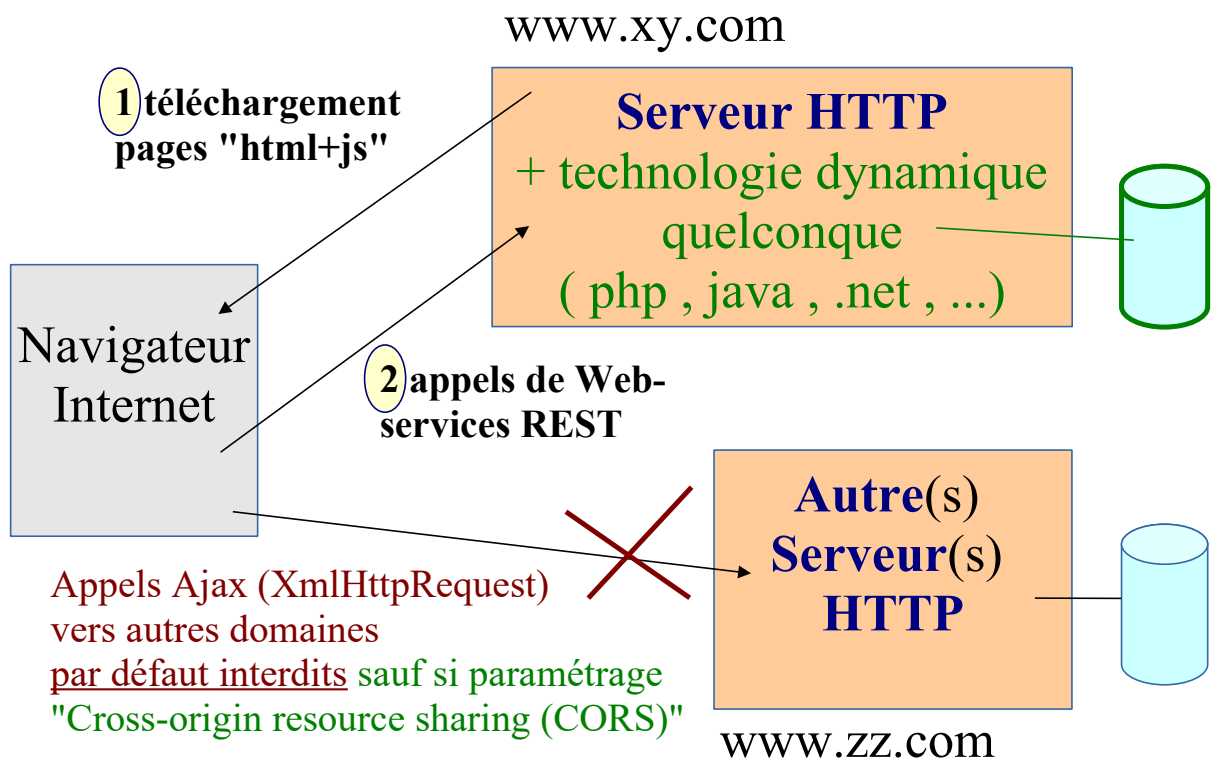 www.xy.com
1 téléchargement
pages "html+js"
Serveur HTTP
+ technologie dynamique
quelconque
( php , java , .net , ...)
Navigateur
Internet
2 appels de Web-
services REST
Autre(s)
Serveur(s)
HTTP
Appels Ajax (XmlHttpRequest)
vers autres domaines
par défaut interdits sauf si paramétrage
"Cross-origin resource sharing (CORS)"
www.zz.com